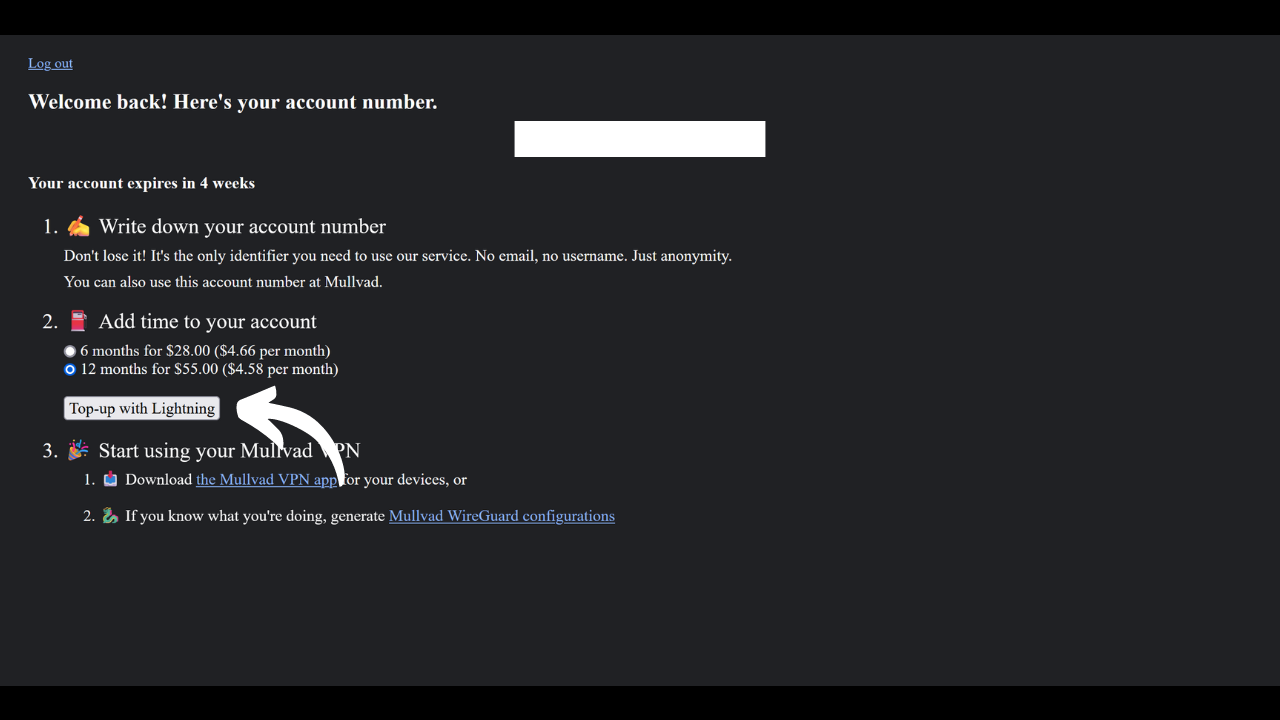 Log out
Welcome back! Here's your account number.
Your account expires in 4 weeks
1. ✍️ Write down your account number
Don't lose it! It's the only identifier you need to use our service. No email, no username. Just anonymity.
You can also use this account number at Mullvad.
2. ⛽ Add time to your account
6 months for $28.00 ($4.66 per month)
12 months for $55.00 ($4.58 per month)
Top-up with Lightning
3. 🎉 Start using your Mullvad VPN
1. 📥 Download the Mullvad VPN app for your devices, or
2. 🐉 If you know what you're doing, generate Mullvad WireGuard configurations